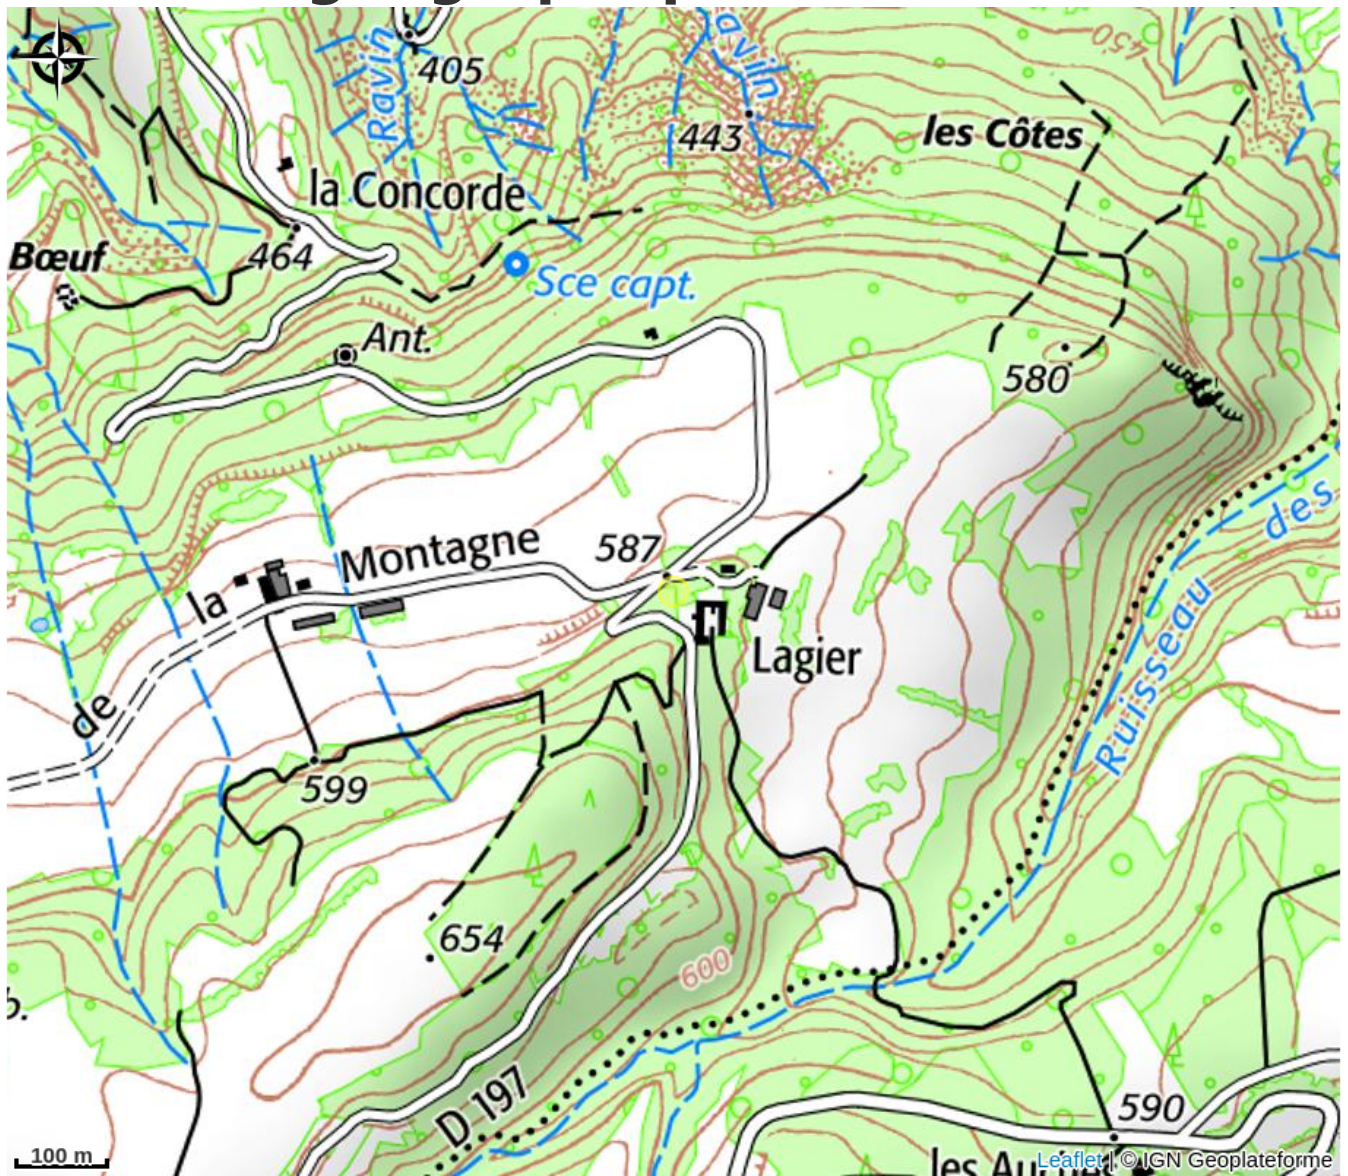 Ravin
405
443
les Côtes
450
la Concorde
464
Bœuf
Sce capt.
Ant.
580
587
Montagne
la
de
Lagier
Ruisseau
des
599
654
600
D 197
590
100 m
Leaflet | © IGN Geoplateforme